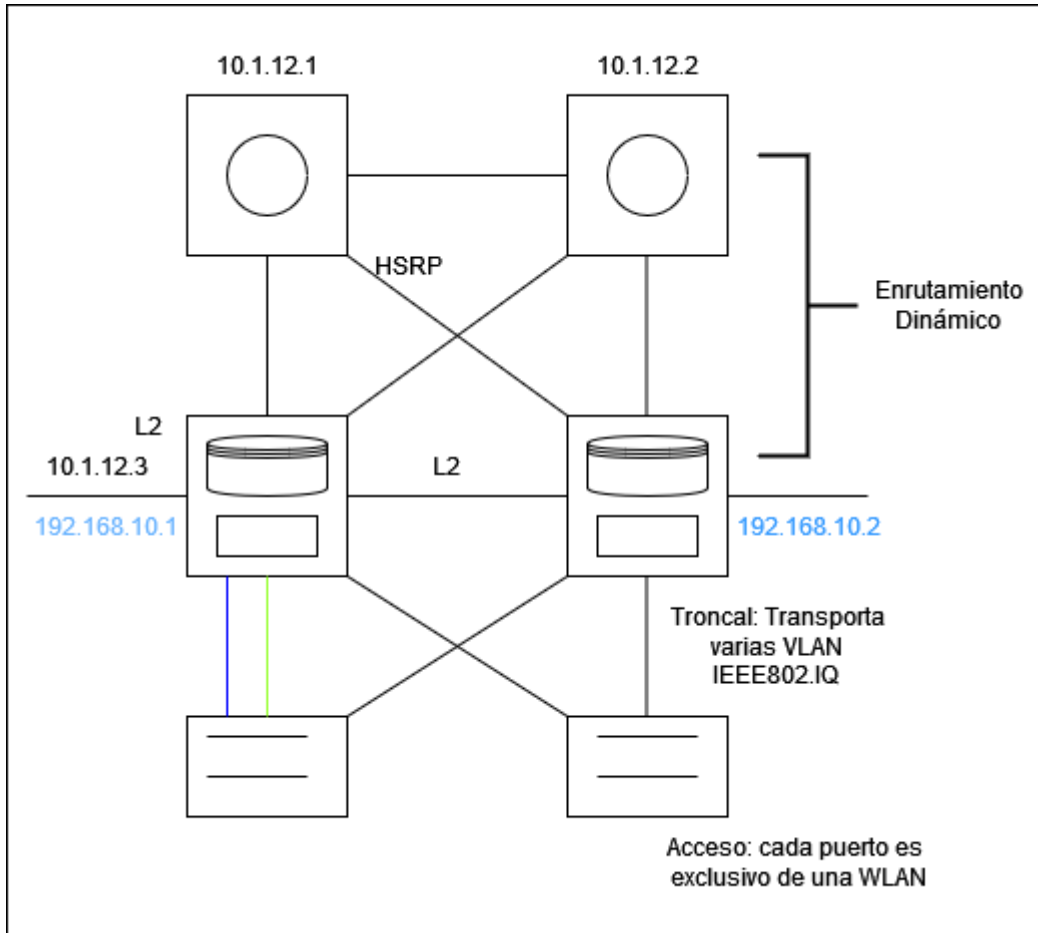 10.1.12.1
10.1.12.2
HSRP
Enrutamiento
Dinámico
L2
10.1.12.3
L2
192.168.10.1
192.168.10.2
Troncal: Transporta
varias VLAN
IEEE802.IQ
Acceso: cada puerto es
exclusivo de una WLAN